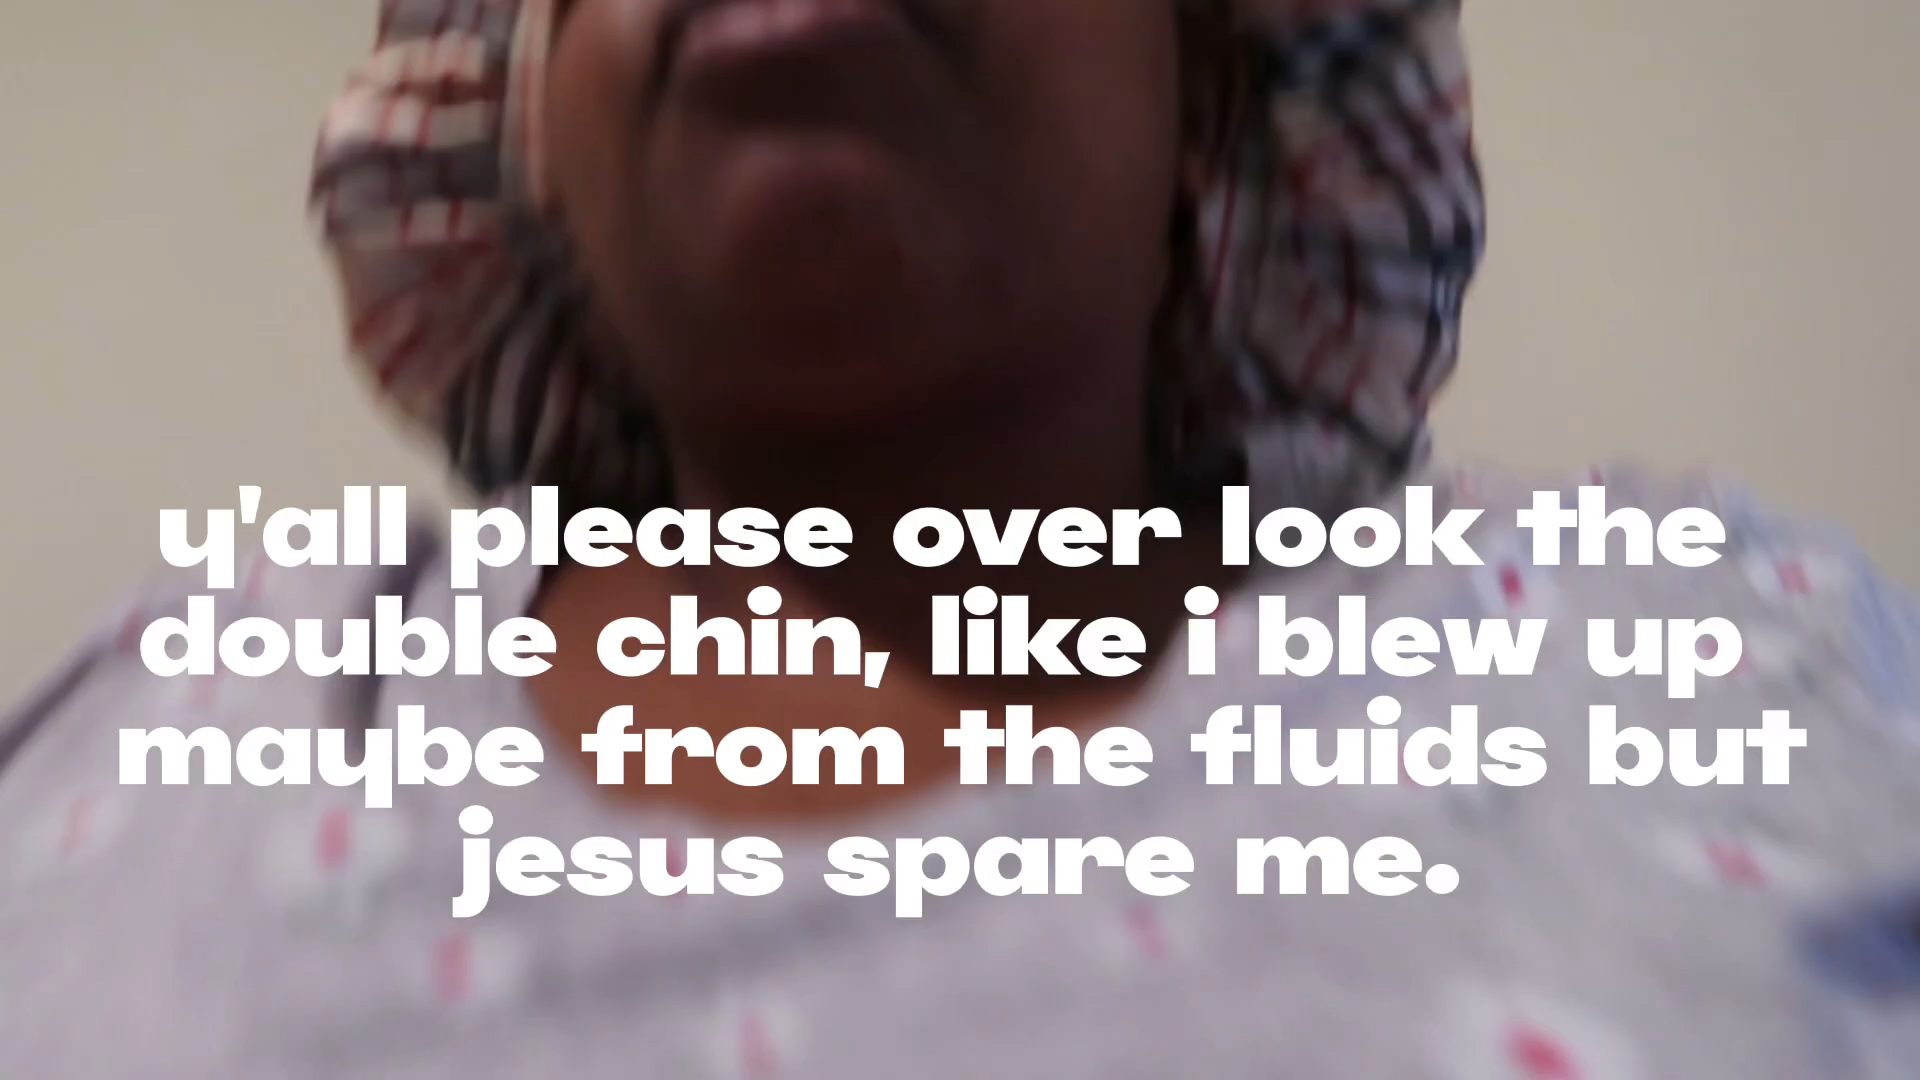 y'all please over look the
double chin, like i blew up
maybe from the fluids but
jesus spare me.